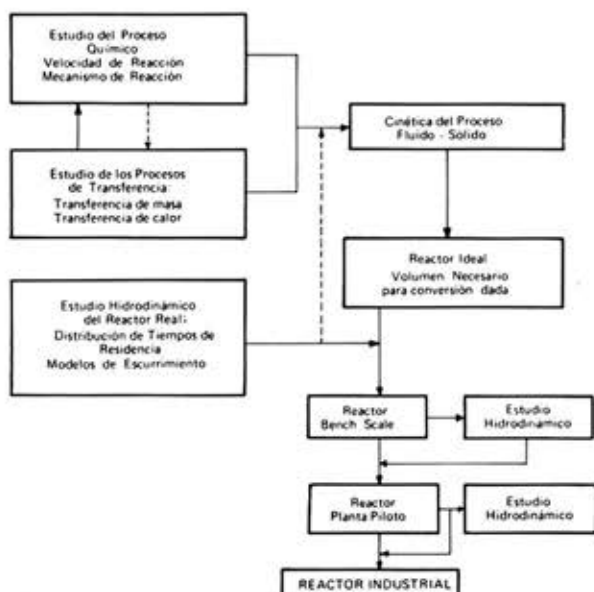 Estudio del Proceso
Químico
Velocidad de Reacción
Mecanismo de Reacción
Estudio de los Procesos
de Transferencia:
Transferencia de masa
Transferencia de calor
Cinética del Proceso
Fluido - Sólido
Reactor Ideal
Volumen Necesario
para conversión dada
Estudio Hidrodinámico
del Reactor Real:
Distribución de Tiempos de
Residencia
Modelos de Escurrimiento
Reactor
Bench Scale
Estudio
Hidrodinámico
Reactor
Planta Piloto
Estudio
Hidrodinámico
REACTOR INDUSTRIAL